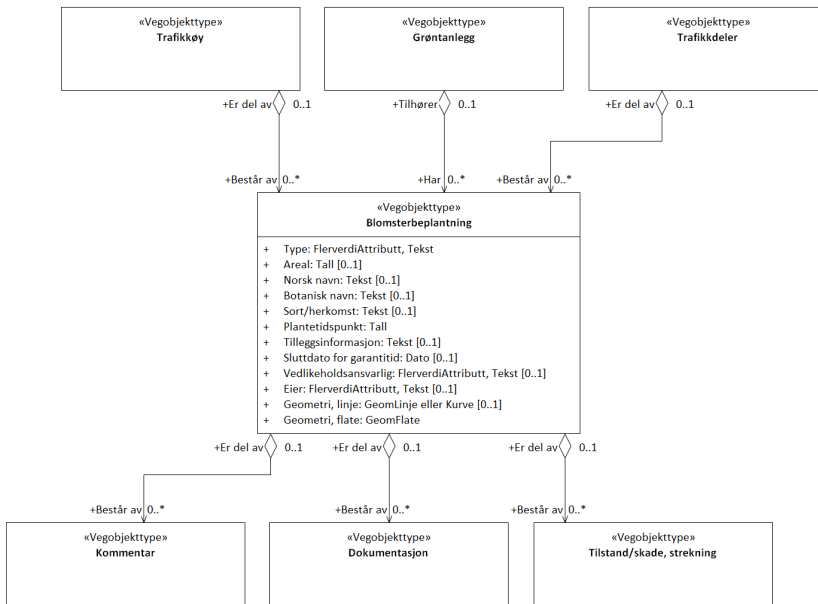 «Vegobjekttype»
Trafikkøy
«Vegobjekttype»
Grøntanlegg
«Vegobjekttype»
Trafikkdeler
+Er del av 0..1
+Tilhører 0..1
+Er del av 0..1
+Består av 0..*
+Har 0..*
+Består av 0..*
«Vegobjekttype»
Blomsterbeplantning
+ Type: FlerverdiAttributt, Tekst
+ Areal: Tall [0..1]
+ Norsk navn: Tekst [0..1]
+ Botanisk navn: Tekst [0..1]
+ Sort/herkomst: Tekst [0..1]
+ Plantetidspunkt: Tall
+ Tilleggsinformasjon: Tekst [0..1]
+ Sluttdato for garantitid: Dato [0..1]
+ Vedlikeholdsansvarlig: FlerverdiAttributt, Tekst [0..1]
+ Eier: FlerverdiAttributt, Tekst [0..1]
+ Geometri, linje: GeomLinje eller Kurve [0..1]
+ Geometri, flate: GeomFlate
+Er del av 0..1
+Er del av 0..1
+Er del av 0..1
+Består av 0..*
+Består av 0..*
+Består av 0..*
«Vegobjekttype»
Kommentar
«Vegobjekttype»
Dokumentasjon
«Vegobjekttype»
Tilstand/skade, strekning